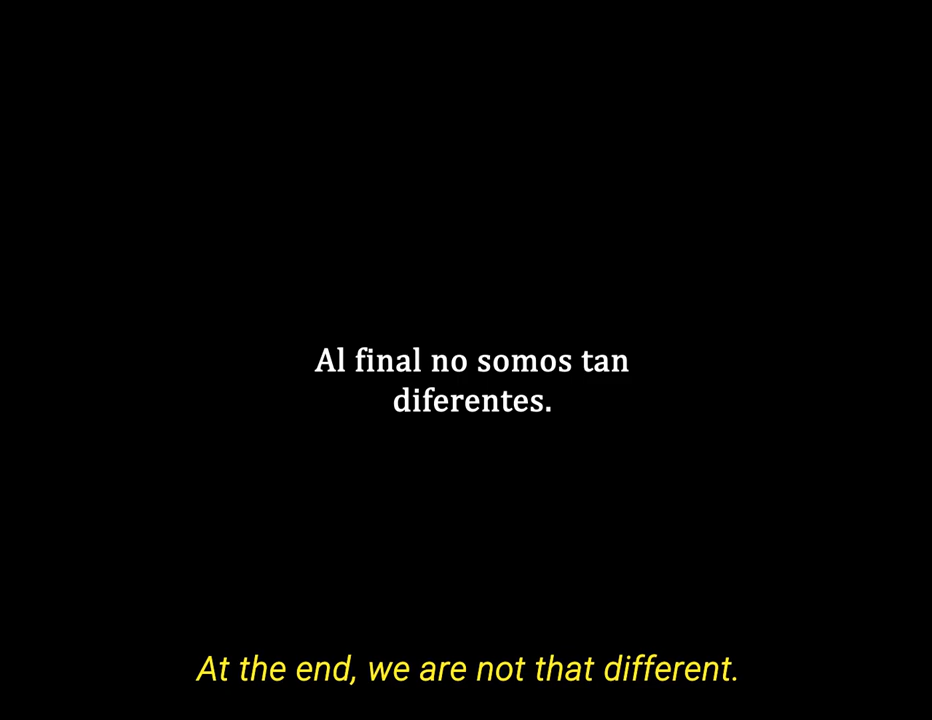 Al final no somos tan
diferentes.
At the end, we are not that different.